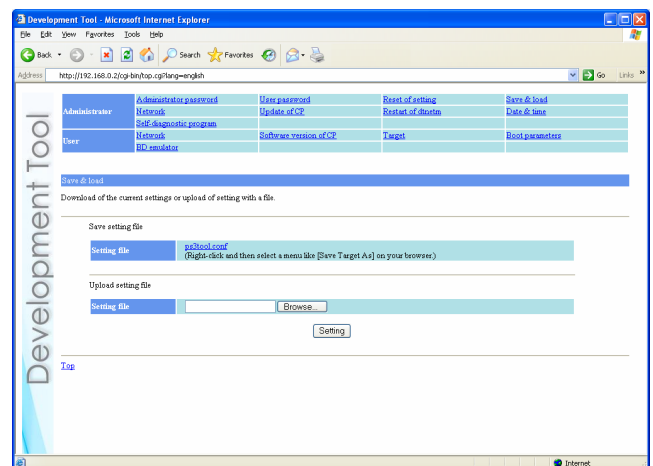 Development Tool - Microsoft Internet Explorer
File Edit View Favorites Tools Help
Back Search Favorites
Address http://192.168.0.2/cgi-bin/top.cgi?lang=english Go Links »
Development Tool
Administrator Administrator password User password Reset of setting Save & load
Network Update of CP Restart of dtnetm Date & time
Self-diagnostic program
User Network Software version of CP Target Boot parameters
BD emulator
Save & load
Download of the current settings or upload of setting with a file.
Save setting file
Setting file ps3tool.conf
(Right-click and then select a menu like [Save Target As] on your browser.)
Upload setting file
Setting file Browse...
Setting
Top
Internet